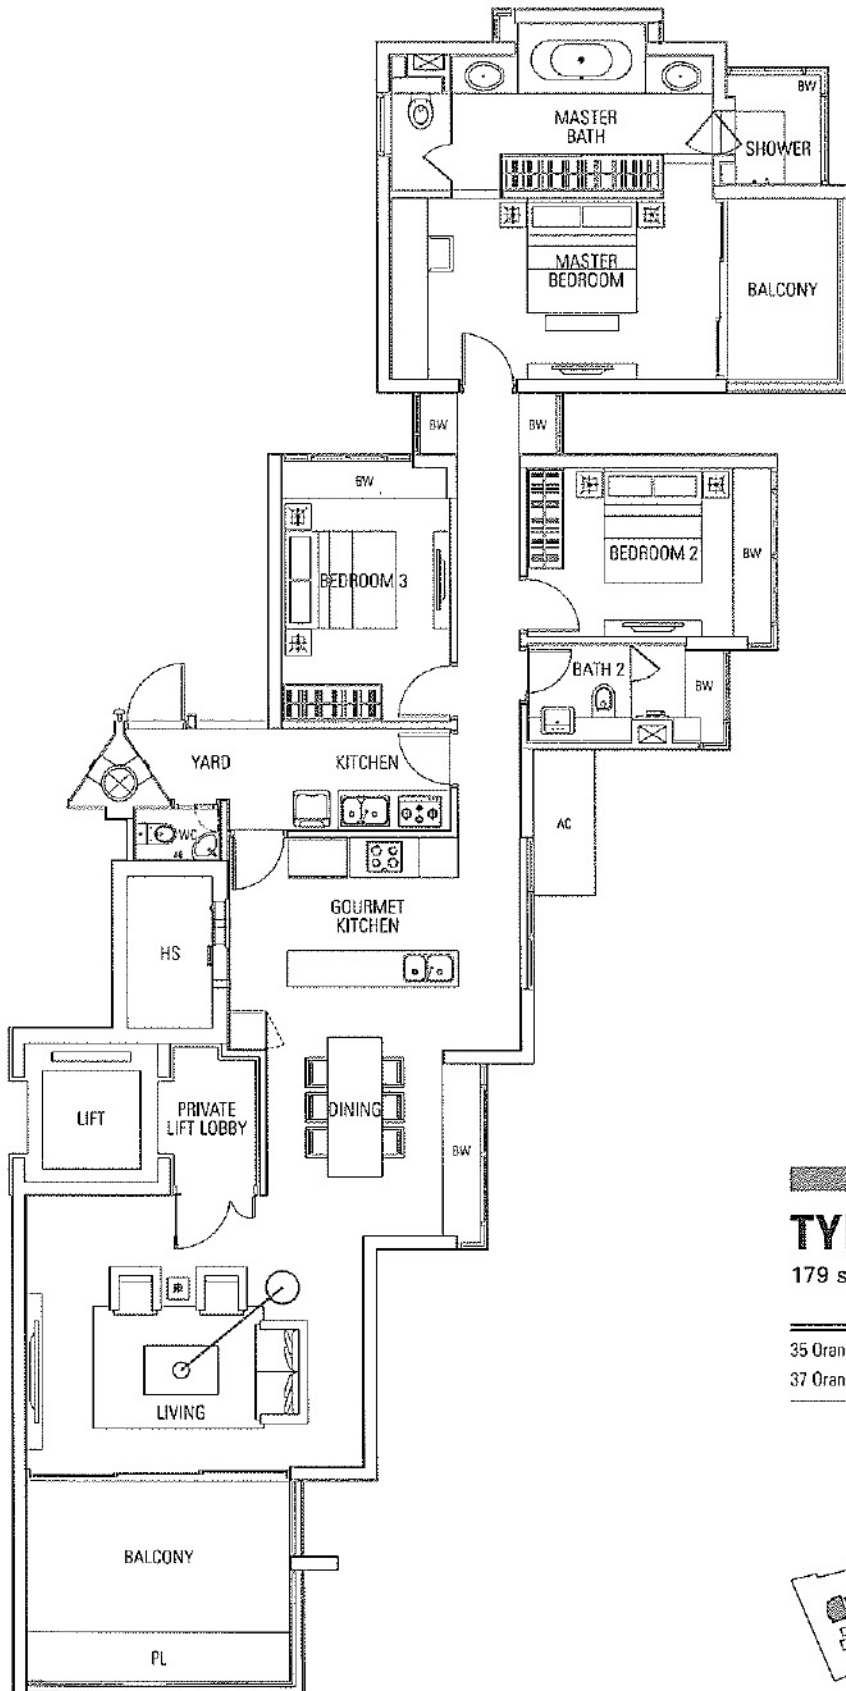 BW
MASTER
BATH
SHOWER
MASTER
BEDROOM
BALCONY
BW
BW
BW
BEDROOM 2
BW
BEDROOM 3
BATH 2
BW
YARD
KITCHEN
WC
AC
GOURMET
KITCHEN
HS
LIFT
PRIVATE
LIFT LOBBY
DINING
BW
179 s
35 Oran
37 Oran
LIVING
BALCONY
PL